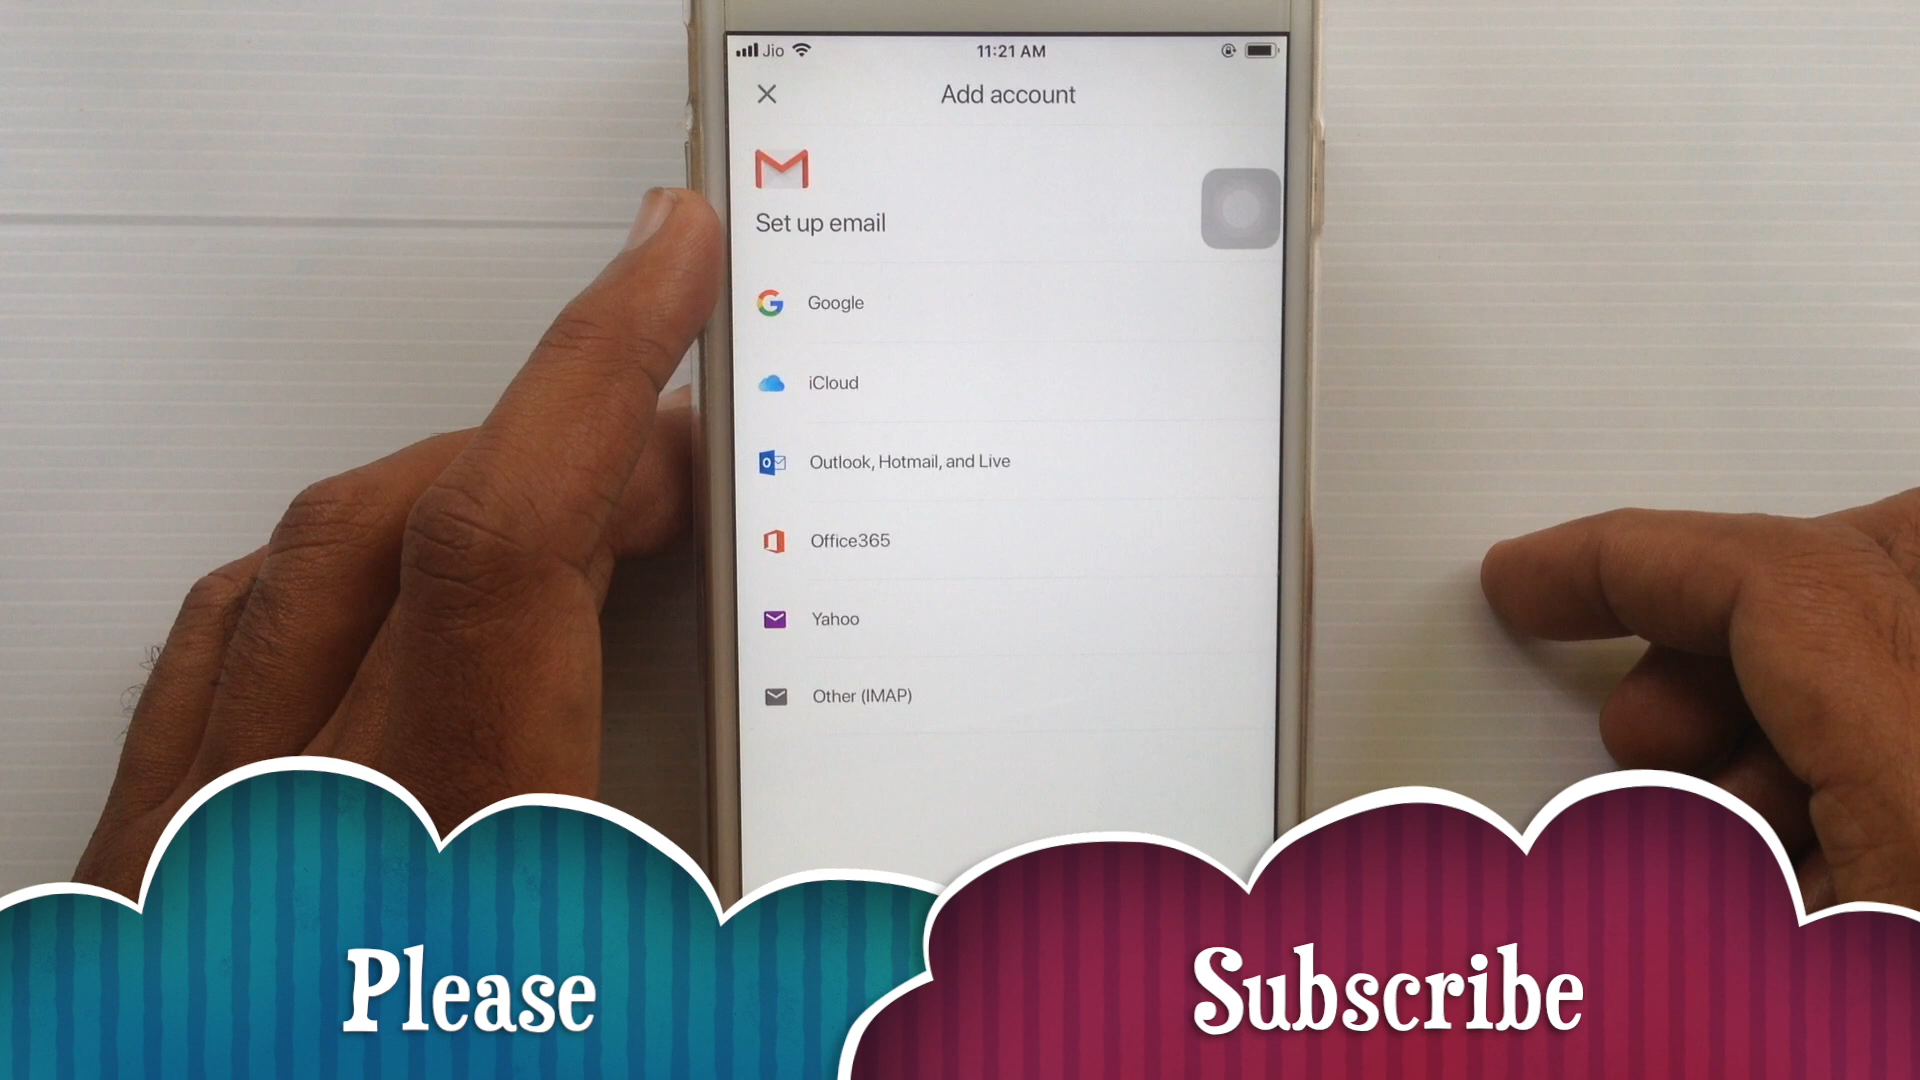 Jio 11:21 AM
Add account
Set up email
Google
iCloud
Outlook, Hotmail, and Live
Office365
Yahoo
Other (IMAP)
Please Subscribe